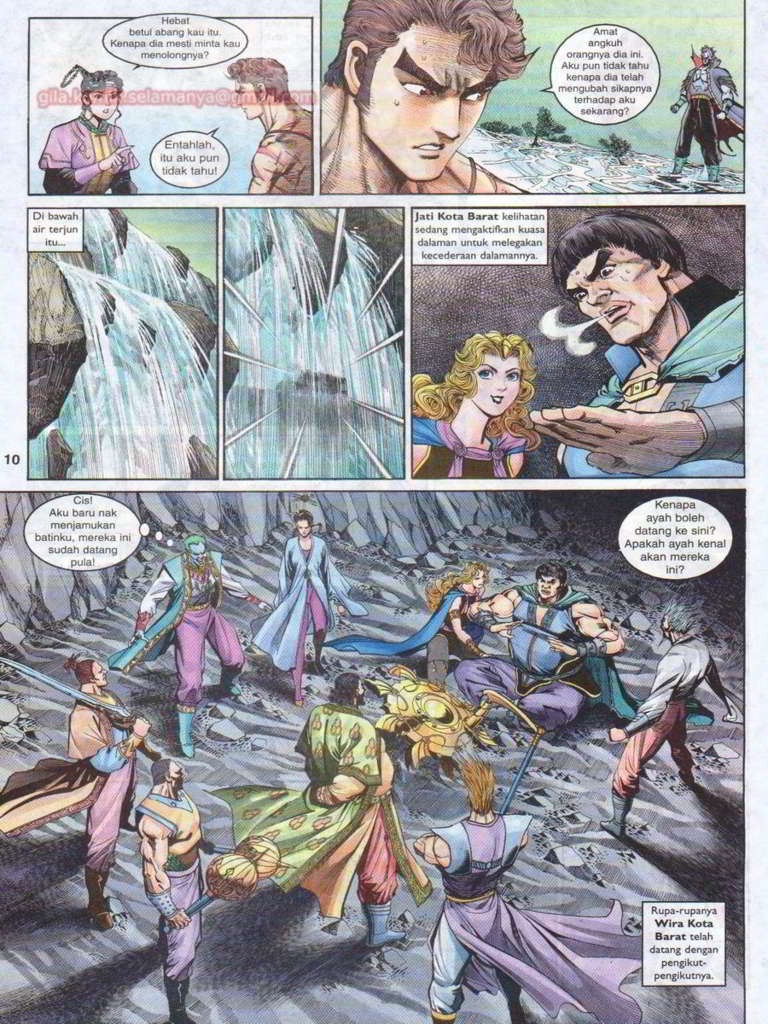 Hebat
betul abang kau itu.
Kenapa dia mesti minta kau
menolongnya?
Entahlah,
itu aku pun
tidak tahu!
Amat
angkuh
orangnya dia ini.
Aku pun tidak tahu
kenapa dia telah
mengubah sikapnya
terhadap aku
sekarang?
Di bawah
air terjun
itu...
Jati Kota Barat kelihatan
sedang mengaktifkan kuasa
dalaman untuk melegakan
kecederaan dalamannya.
10
Cis!
Aku baru nak
menjamukan
batinku, mereka ini
sudah datang
pula!
Kenapa
ayah boleh
datang ke sini?
Apakah ayah kenal
akan mereka
ini?
Rupa-rupanya
Wira Kota
Barat telah
datang dengan
pengikut-
pengikutnya.